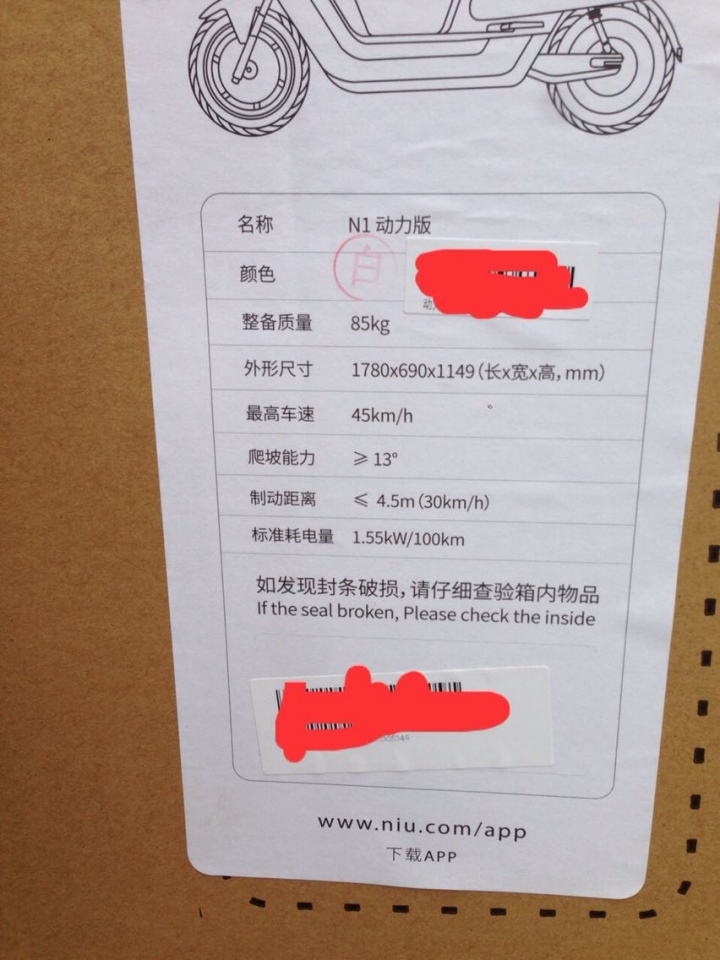 名称 N1 动力版
颜色 白
动
整备质量 85kg
外形尺寸 1780x690x1149(长x宽x高, mm)
最高车速 45km/h
爬坡能力 ≥ 13°
制动距离 ≤ 4.5m(30km/h)
标准耗电量 1.55kW/100km
如发现封条破损,请仔细查验箱内物品
If the seal broken, Please check the inside
www.niu.com/app
下载APP